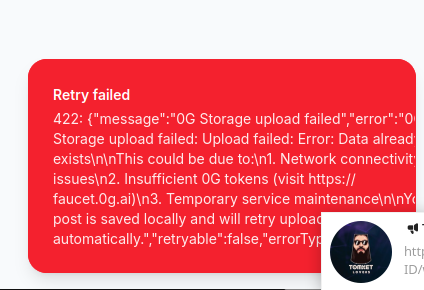 Retry failed
422: {"message":"0G Storage upload failed","error":"0G
Storage upload failed: Upload failed: Error: Data already
exists\n\nThis could be due to:\n1. Network connectivity
issues\n2. Insufficient 0G tokens (visit https://
faucet.0g.ai)\n3. Temporary service maintenance\n\nYo
post is saved locally and will retry upload
automatically.","retryable":false,"errorTyp
TOMKET
LOVERS
http
ID/